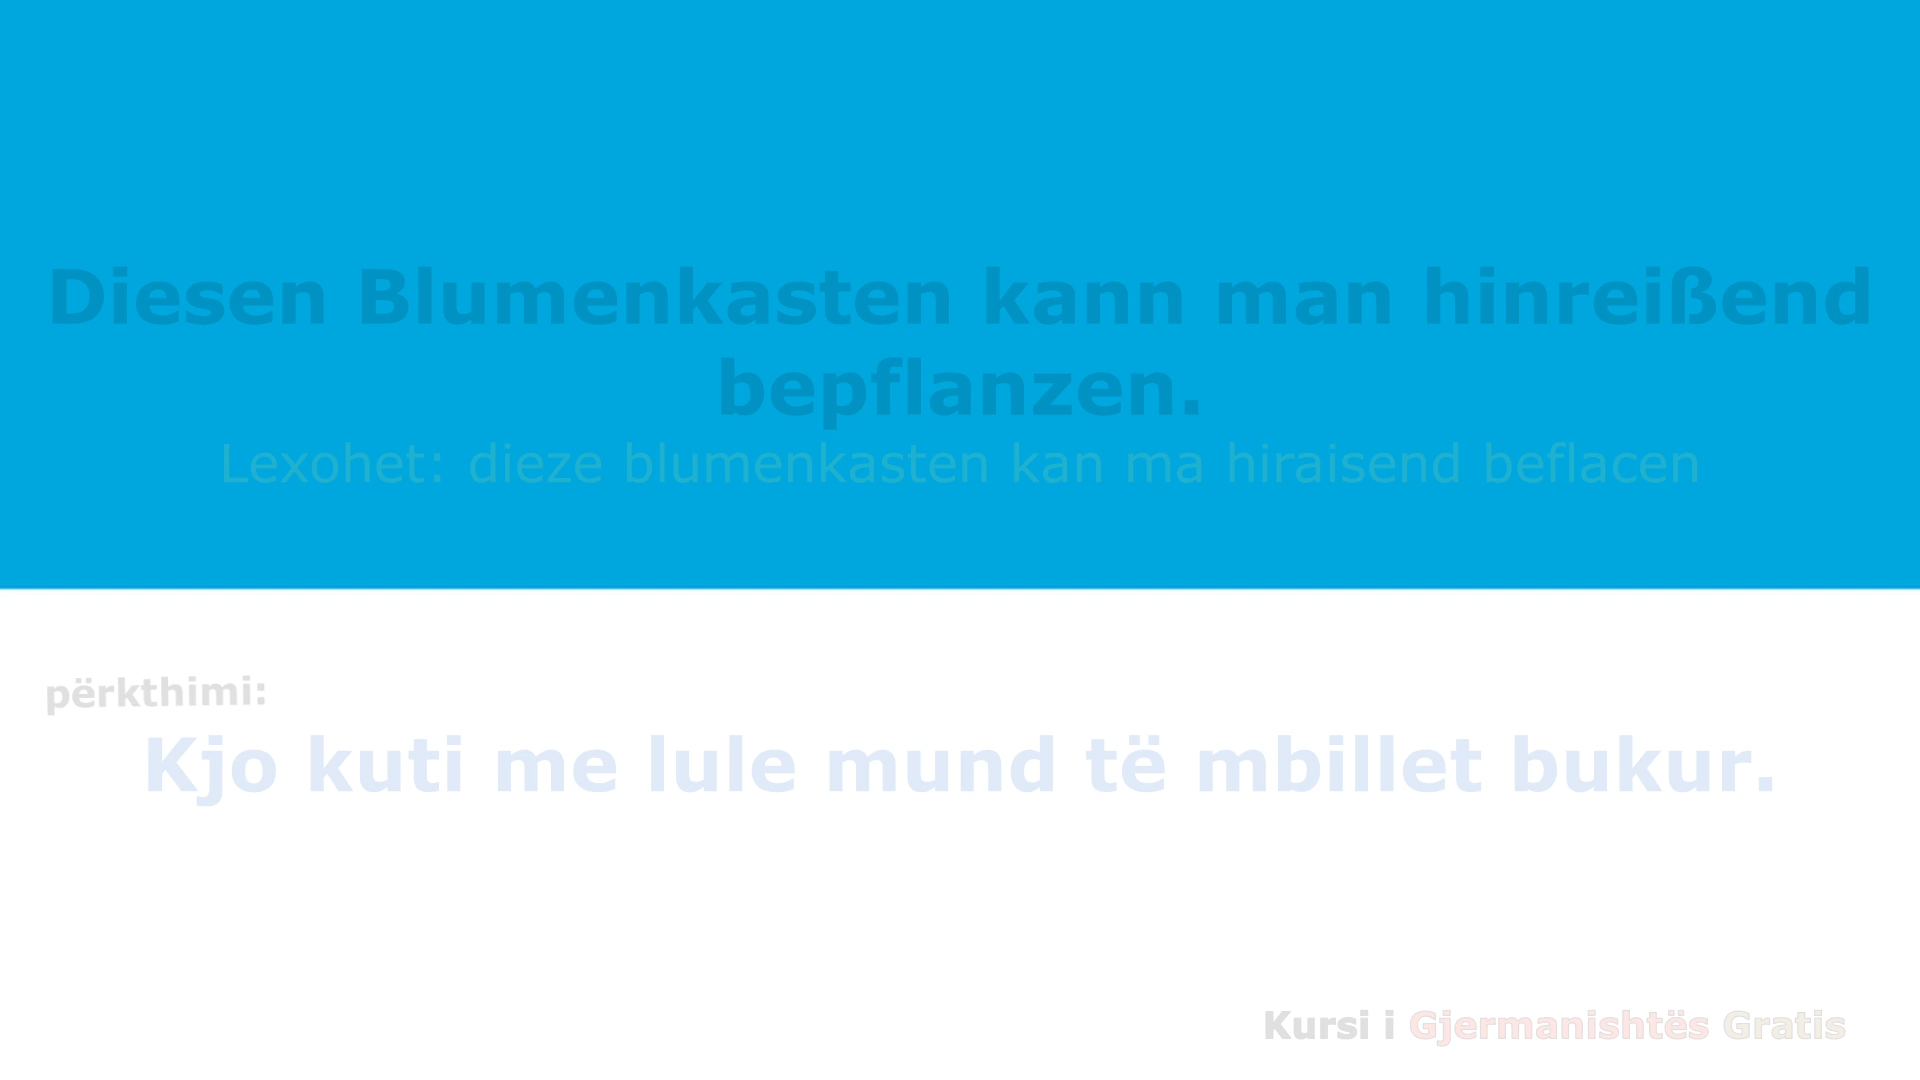 Diesen Blumenkasten kann man hinreißend
bepflanzen.
Lexohet: dieze blumenkasten kan ma hiraisend beflacen
përkthimi:
Kjo kuti me lule mund të mbillet bukur.
Kursi i Gjermanishtës Gratis